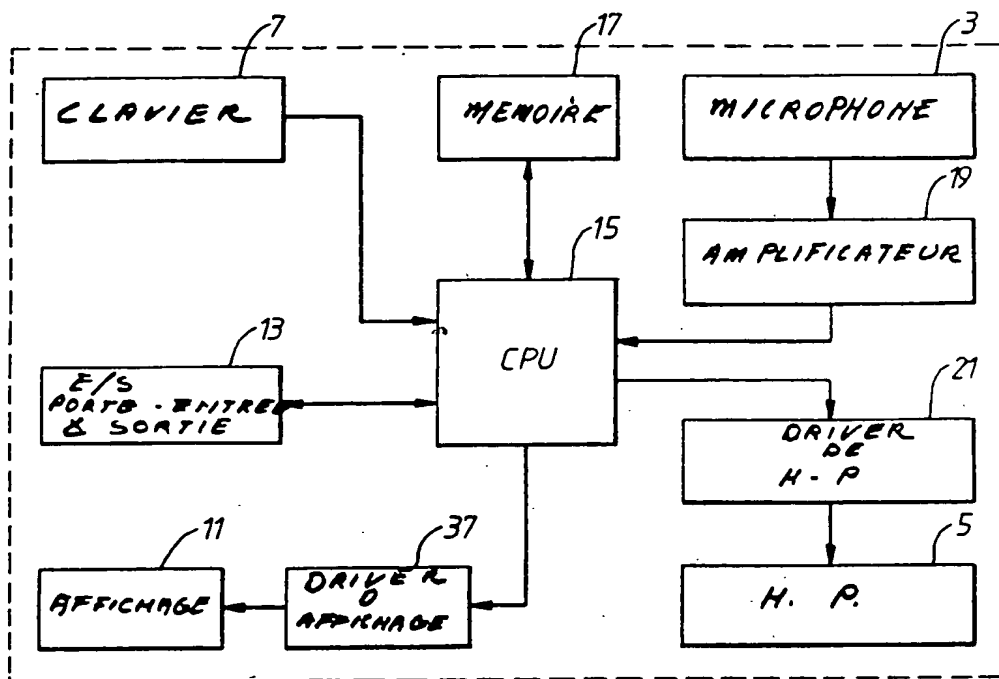 7
17
3
CLAVIER
MEMOIRE
MICROPHONE
19
AMPLIFICATEUR
15
CPU
13
E/S
PORTE-ENTREE
& SORTIE
21
DRIVER
DE
H-P
11
AFFICHAGE
37
DRIVER
D
AFFICHAGE
5
H. P.